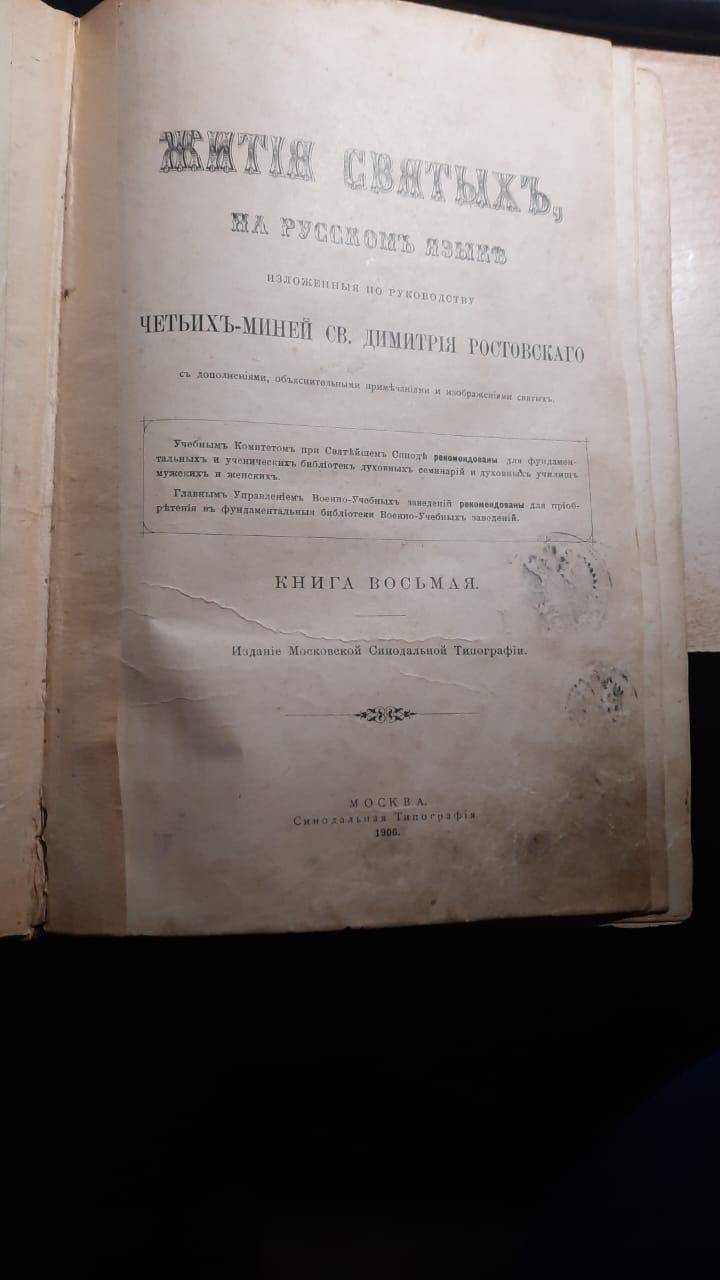 ЖИТІЯ СВЯТЫХЪ,
НА РУССКОМЪ ЯЗЫКѢ
ИЗЛОЖЕННЫЯ ПО РУКОВОДСТВУ
ЧЕТЬИХЪ-МИНЕЙ СВ. ДИМИТРІЯ РОСТОВСКАГО
съ дополненіями, объяснительными примѣчаніями и изображеніями святыхъ.
Учебнымъ Комитетомъ при Святѣйшемъ Синодѣ рекомендованы для фундамен-
тальныхъ и ученическихъ библіотекъ духовныхъ семинарій и духовныхъ училищъ
мужскихъ и женскихъ.
Главнымъ Управленіемъ Военно-Учебныхъ заведеній рекомендованы для пріоб-
рѣтенія въ фундаментальныя библіотеки Военно-Учебныхъ заведеній.
КНИГА ВОСЬМАЯ.
Изданіе Московской Синодальной Типографіи.
МОСКВА.
Синодальная Типографія
1906.